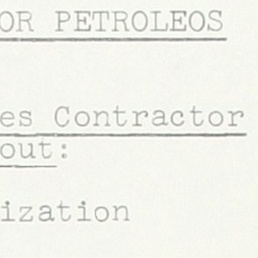 OR PETROLEOS
es Contractor
out:
ization